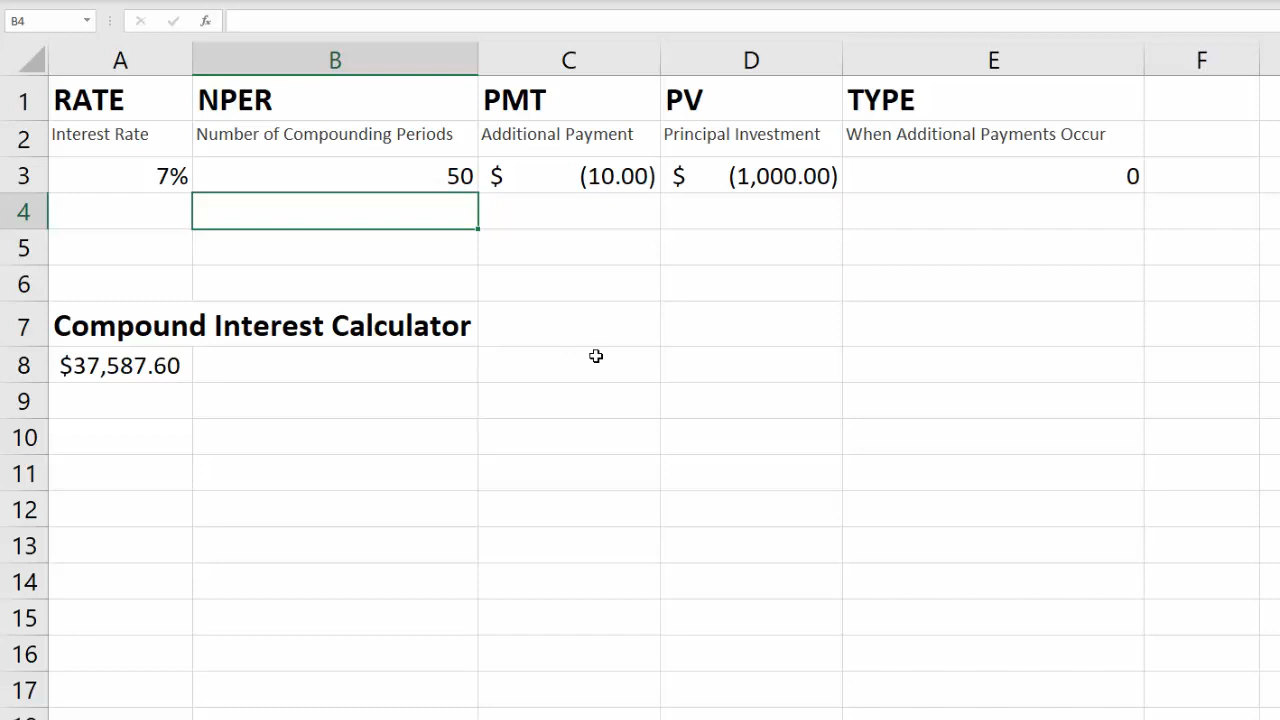 B4 fx
A B C D E F
1 RATE NPER PMT PV TYPE
2 Interest Rate Number of Compounding Periods Additional Payment Principal Investment When Additional Payments Occur
3 7% 50 $ (10.00) $ (1,000.00) 0
4
5
6
7 Compound Interest Calculator
8 $37,587.60
9
10
11
12
13
14
15
16
17
18